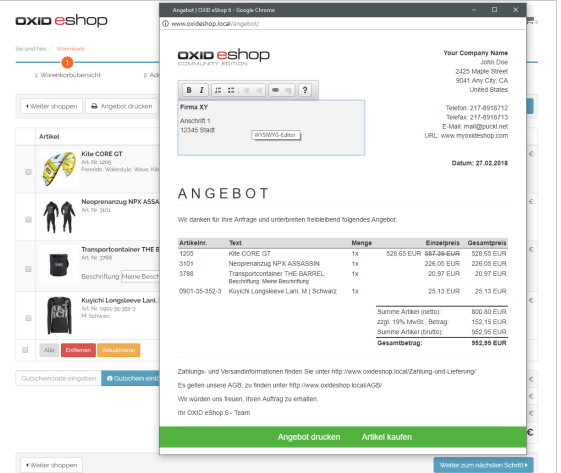 Angebot | OXID eShop 6 - Google Chrome
www.oxideshop.local/angebot/
OXID eShop
Sie sind hier: Warenkorb
1
1. Warenkorbübersicht
2. Adr
Weiter shoppen
Angebot drucken
Artikel
Kite CORE GT
Art. Nr. 1205
Freeride, Wakestyle, Wave, Kite
Neoprenanzug NPX ASSA
Art. Nr. 3101
Transportcontainer THE B
Art. Nr. 3788
Beschriftung Meine Besch
Kuyichi Longsleeve Lani,
Art. Nr. 0901-35-352-3
M, Schwarz
Alle
Entfernen
Aktualisieren
Gutscheincode eingeben
Gutschein einlö
Weiter shoppen
Weiter zum nächsten Schritt
OXID eShop
COMMUNITY EDITION
Your Company Name
John Doe
2425 Maple Street
9041 Any City, CA
United States
B I ?
Firma XY
Anschrift 1
12345 Stadt
WYSIWYG-Editor
Telefon: 217-8918712
Telefax: 217-8918713
E-Mail: mail@puckl.net
URL: www.myoxideshop.com
Datum: 27.02.2018
ANGEBOT
Wir danken für Ihre Anfrage und unterbreiten freibleibend folgendes Angebot:
Artikelnr. Text Menge Einzelpreis Gesamtpreis
1205 Kite CORE GT 1x 528,65 EUR 587,39 EUR 528,65 EUR
3101 Neoprenanzug NPX ASSASSIN 1x 226,05 EUR 226,05 EUR
3788 Transportcontainer THE BARREL 1x 20,97 EUR 20,97 EUR
Beschriftung: Meine Beschriftung
0901-35-352-3 Kuyichi Longsleeve Lani, M | Schwarz 1x 25,13 EUR 25,13 EUR
Summe Artikel (netto): 800,80 EUR
zzgl. 19% MwSt., Betrag: 152,15 EUR
Summe Artikel (brutto): 952,95 EUR
Gesamtbetrag: 952,95 EUR
Zahlungs- und Versandinformationen finden Sie unter http://www.oxideshop.local/Zahlung-und-Lieferung/
Es gelten unsere AGB, zu finden unter http://www.oxideshop.local/AGB/
Wir würden uns freuen, Ihren Auftrag zu erhalten.
Ihr OXID eShop 6 - Team
Angebot drucken
Artikel kaufen
€
€
€
€
€
€
€
€